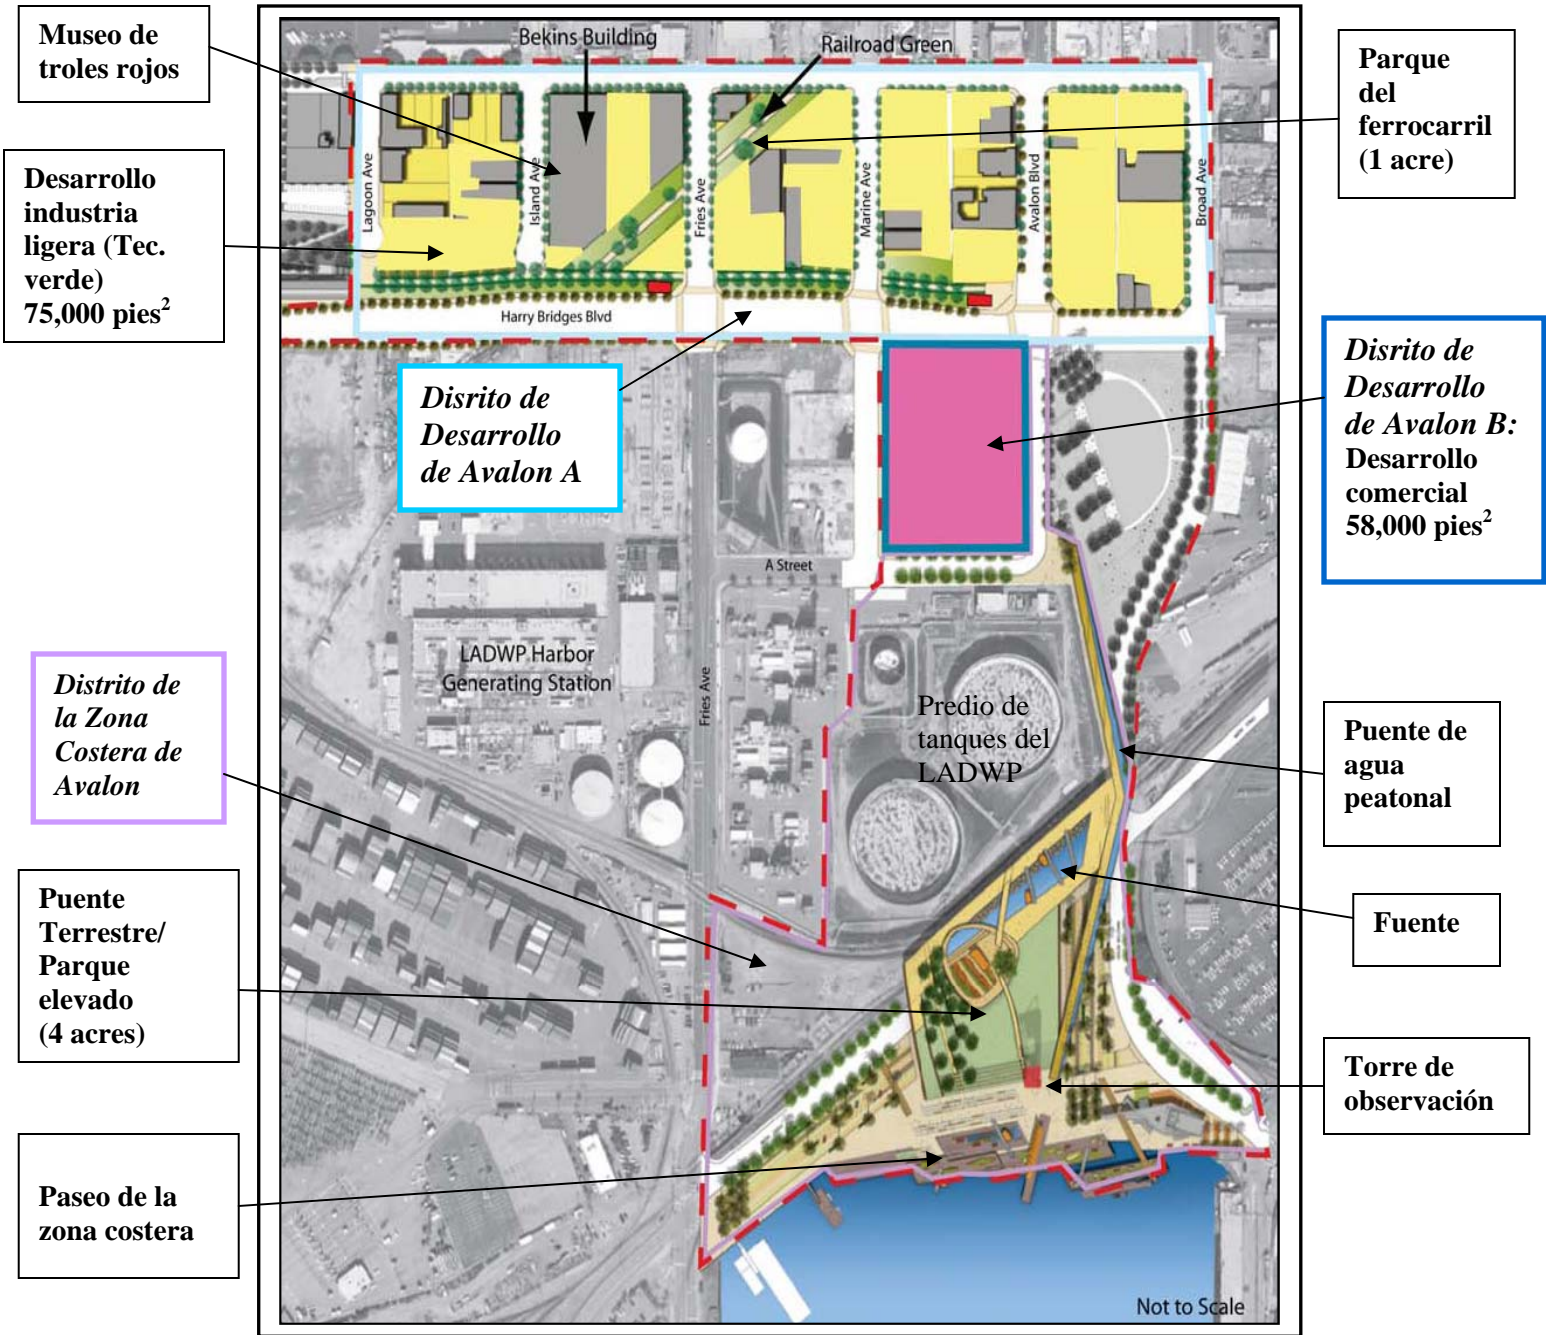 Museo de
troles rojos
Bekins Building
Railroad Green
Parque
del
ferrocarril
(1 acre)
Desarrollo
industria
ligera (Tec.
verde)
75,000 pies²
Lagoon Ave
Island Ave
Fries Ave
Marine Ave
Avalon Blvd
Broad Ave
Harry Bridges Blvd
Disrito de
Desarrollo
de Avalon A
Disrito de
Desarrollo
de Avalon B:
Desarrollo
comercial
58,000 pies²
A Street
LADWP Harbor
Generating Station
Fries Ave
Predio de
tanques del
LADWP
Distrito de
la Zona
Costera de
Avalon
Puente de
agua
peatonal
Puente
Terrestre/
Parque
elevado
(4 acres)
Fuente
Torre de
observación
Paseo de la
zona costera
Not to Scale